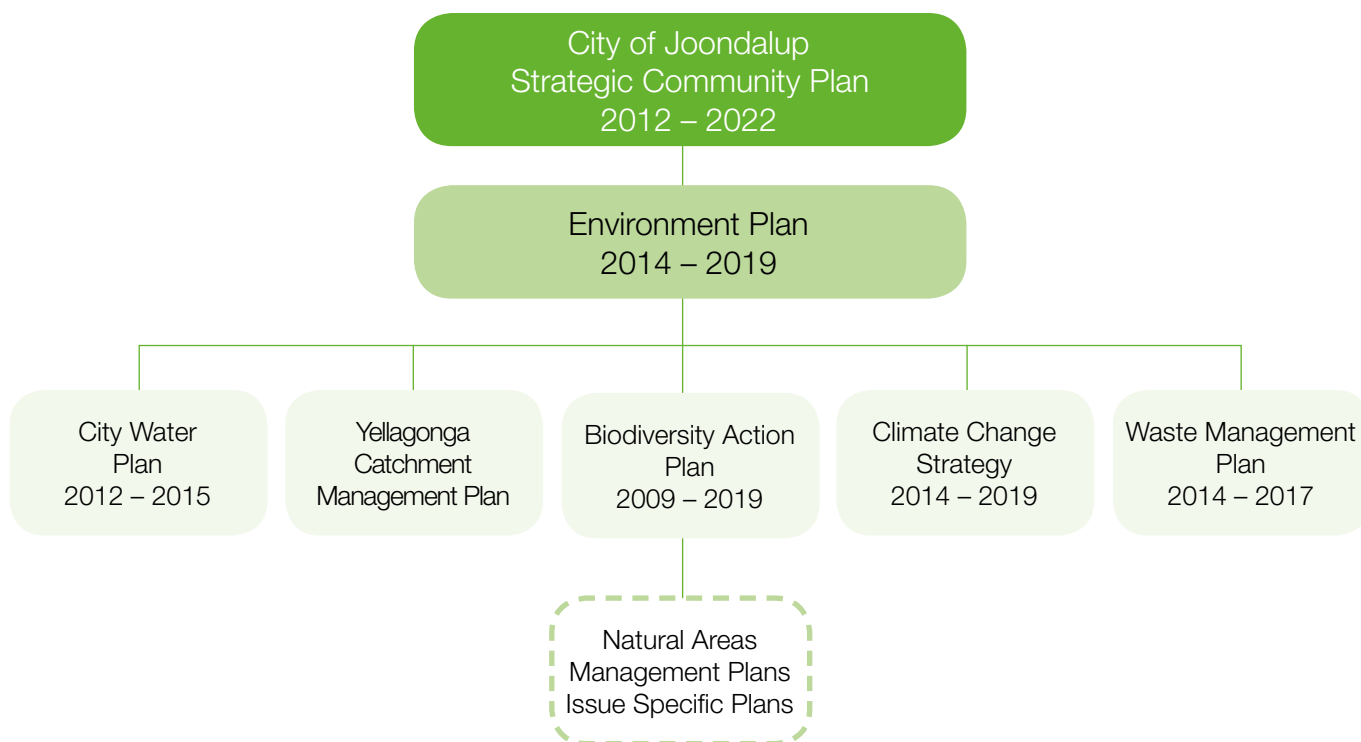 City of Joondalup
Strategic Community Plan
2012 – 2022
Environment Plan
2014 – 2019
City Water
Plan
2012 – 2015
Yellagonga
Catchment
Management Plan
Biodiversity Action
Plan
2009 – 2019
Climate Change
Strategy
2014 – 2019
Waste Management
Plan
2014 – 2017
Natural Areas
Management Plans
Issue Specific Plans